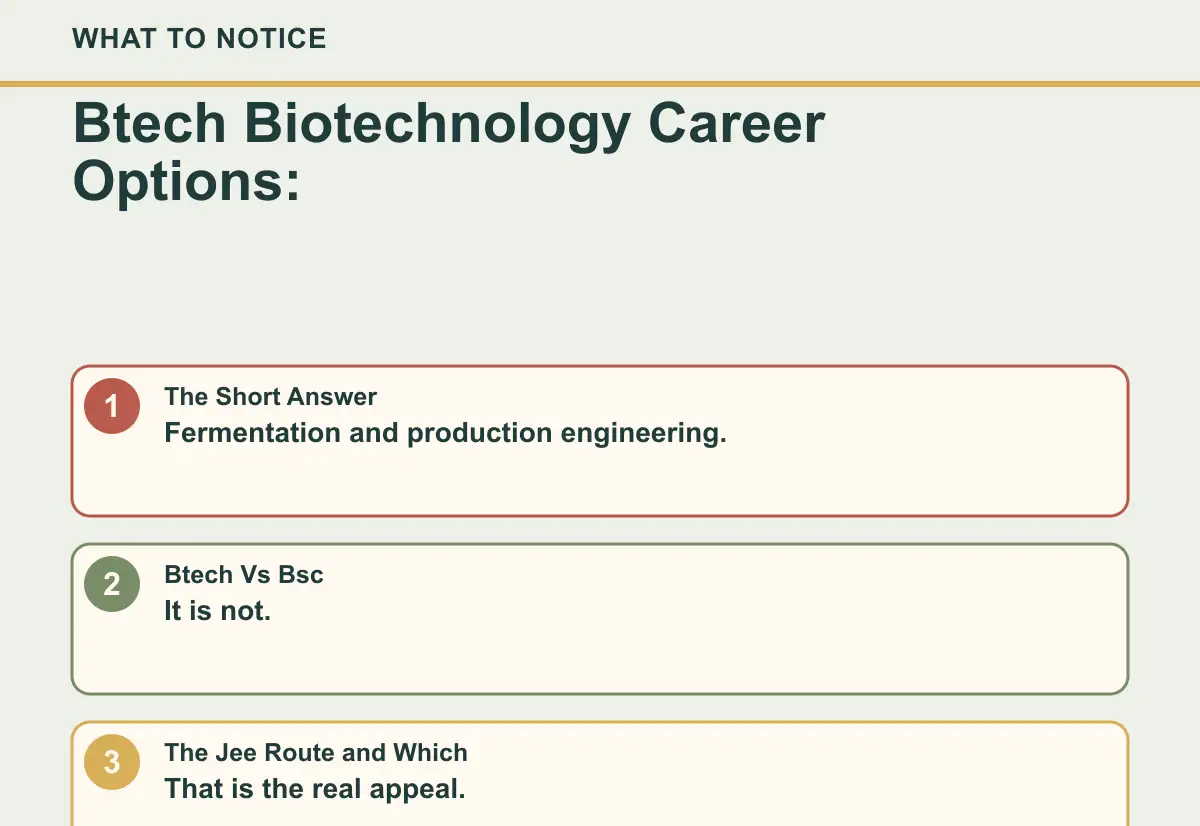 WHAT TO NOTICE
Btech Biotechnology Career
Options:
1
The Short Answer
Fermentation and production engineering.
2
Btech Vs Bsc
It is not.
3
The Jee Route and Which
That is the real appeal.